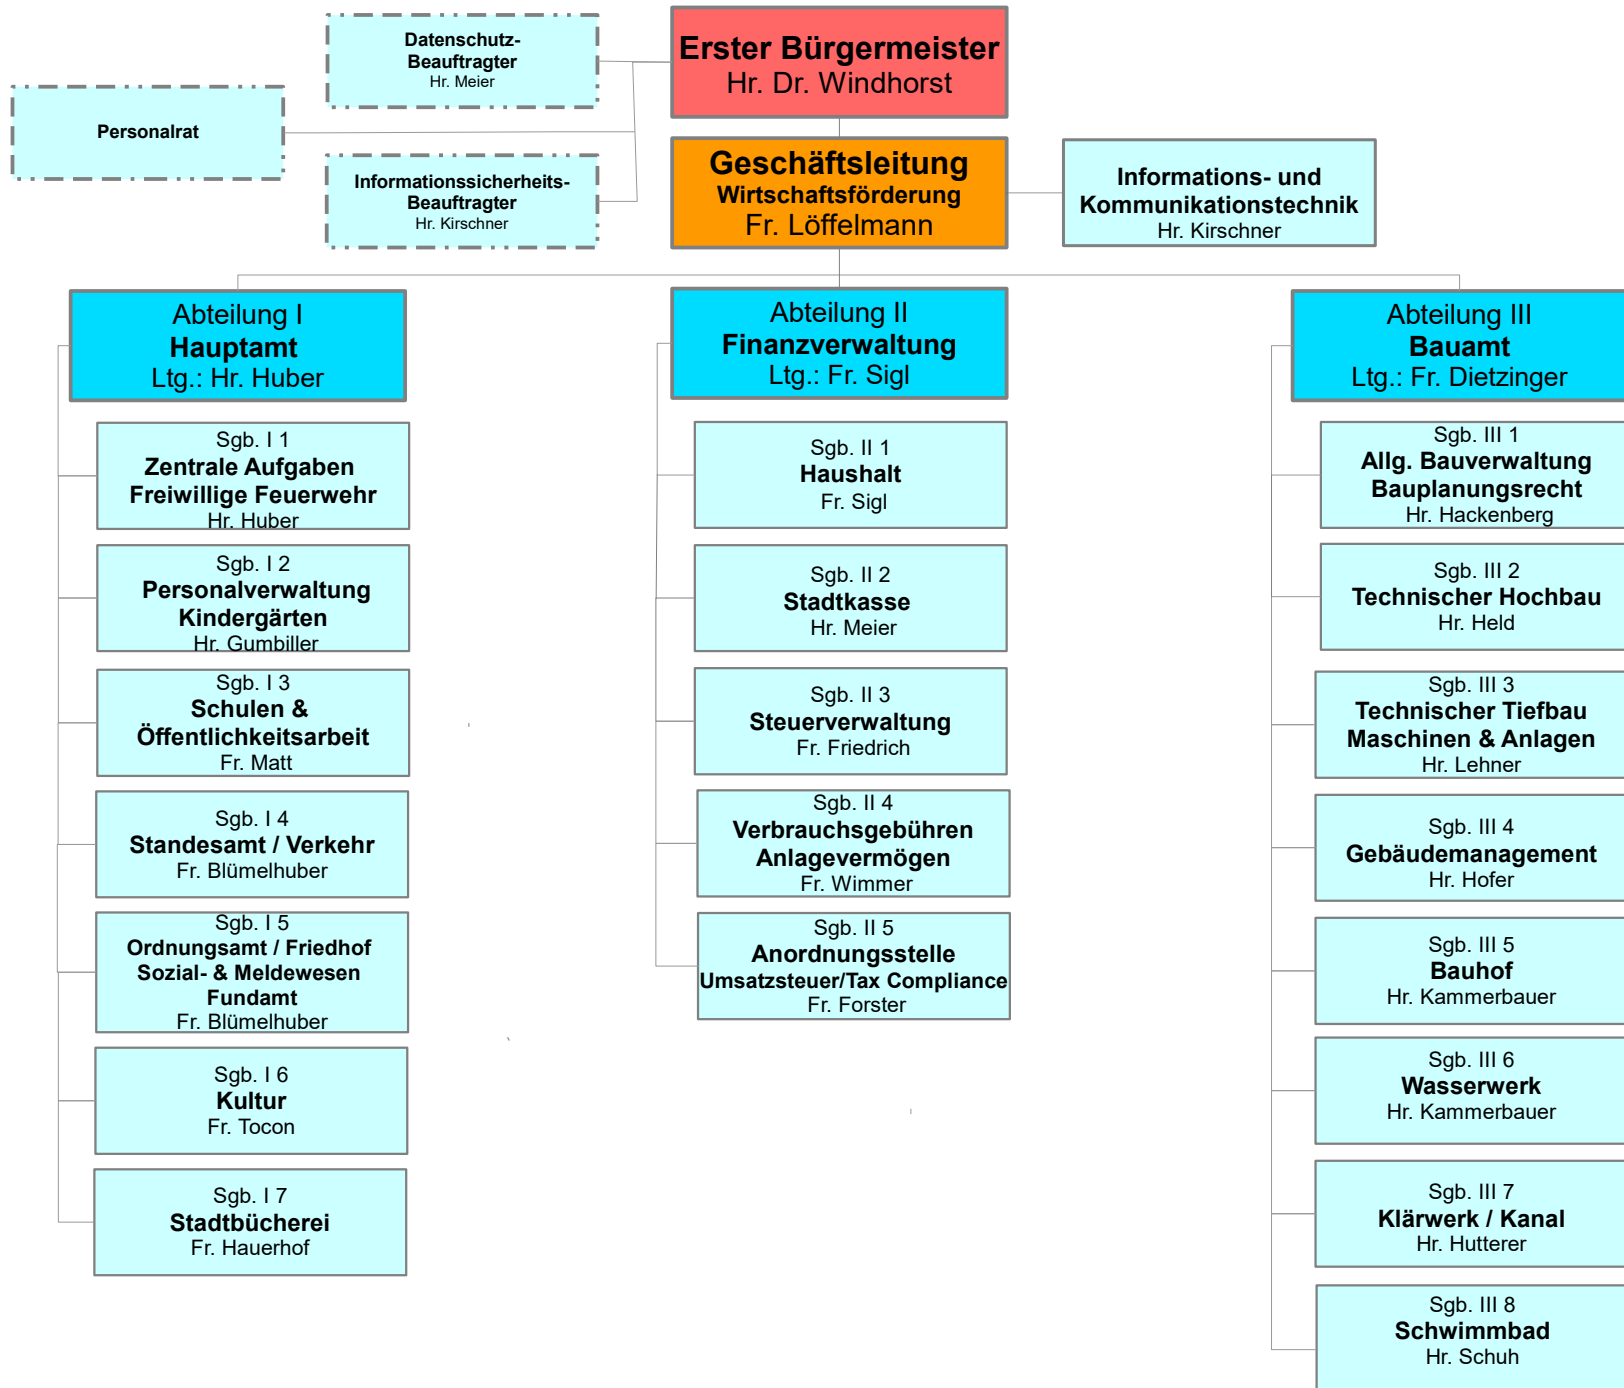 Datenschutz-
Beauftragter
Hr. Meier
Erster Bürgermeister
Hr. Dr. Windhorst
Personalrat
Informationssicherheits-
Beauftragter
Hr. Kirschner
Geschäftsleitung
Wirtschaftsförderung
Fr. Löffelmann
Informations- und
Kommunikationstechnik
Hr. Kirschner
Abteilung I
Hauptamt
Ltg.: Hr. Huber
Sgb. I 1
Zentrale Aufgaben
Freiwillige Feuerwehr
Hr. Huber
Sgb. I 2
Personalverwaltung
Kindergärten
Hr. Gumbiller
Sgb. I 3
Schulen &
Öffentlichkeitsarbeit
Fr. Matt
Sgb. I 4
Standesamt / Verkehr
Fr. Blümelhuber
Sgb. I 5
Ordnungsamt / Friedhof
Sozial- & Meldewesen
Fundamt
Fr. Blümelhuber
Sgb. I 6
Kultur
Fr. Tocon
Sgb. I 7
Stadtbücherei
Fr. Hauerhof
Abteilung II
Finanzverwaltung
Ltg.: Fr. Sigl
Sgb. II 1
Haushalt
Fr. Sigl
Sgb. II 2
Stadtkasse
Hr. Meier
Sgb. II 3
Steuerverwaltung
Fr. Friedrich
Sgb. II 4
Verbrauchsgebühren
Anlagevermögen
Fr. Wimmer
Sgb. II 5
Anordnungsstelle
Umsatzsteuer/Tax Compliance
Fr. Forster
Abteilung III
Bauamt
Ltg.: Fr. Dietzinger
Sgb. III 1
Allg. Bauverwaltung
Bauplanungsrecht
Hr. Hackenberg
Sgb. III 2
Technischer Hochbau
Hr. Held
Sgb. III 3
Technischer Tiefbau
Maschinen & Anlagen
Hr. Lehner
Sgb. III 4
Gebäudemanagement
Hr. Hofer
Sgb. III 5
Bauhof
Hr. Kammerbauer
Sgb. III 6
Wasserwerk
Hr. Kammerbauer
Sgb. III 7
Klärwerk / Kanal
Hr. Hutterer
Sgb. III 8
Schwimmbad
Hr. Schuh